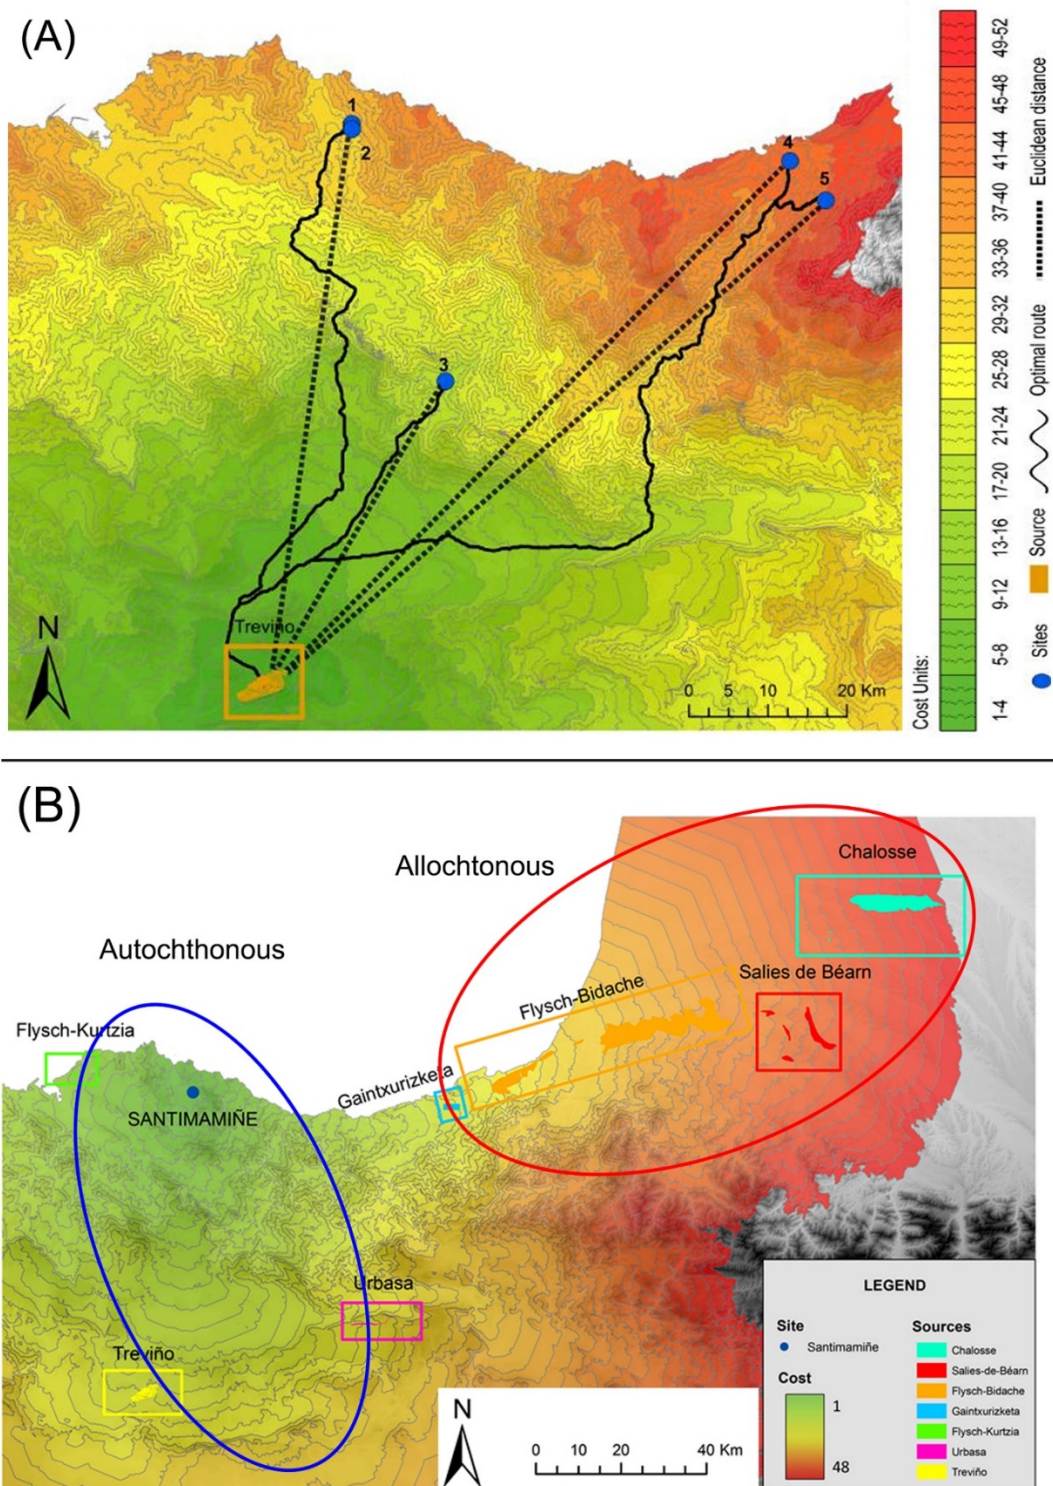 (A)
1
2
3
4
5
Treviño
N
0 5 10 20 Km
Cost Units:
1-4
5-8
9-12
13-16
17-20
21-24
25-28
29-32
33-36
37-40
41-44
45-48
49-52
Sites
Source
Optimal route
Euclidean distance
(B)
Allochtonous
Chalosse
Autochthonous
Salies de Béarn
Flysch-Bidache
Flysch-Kurtzia
Gaintxurizketa
SANTIMAMIÑE
Urbasa
Treviño
N
0 10 20 40 Km
LEGEND
Site
Santimamiñe
Cost
1
48
Sources
Chalosse
Salies-de-Béarn
Flysch-Bidache
Gaintxurizketa
Flysch-Kurtzia
Urbasa
Treviño